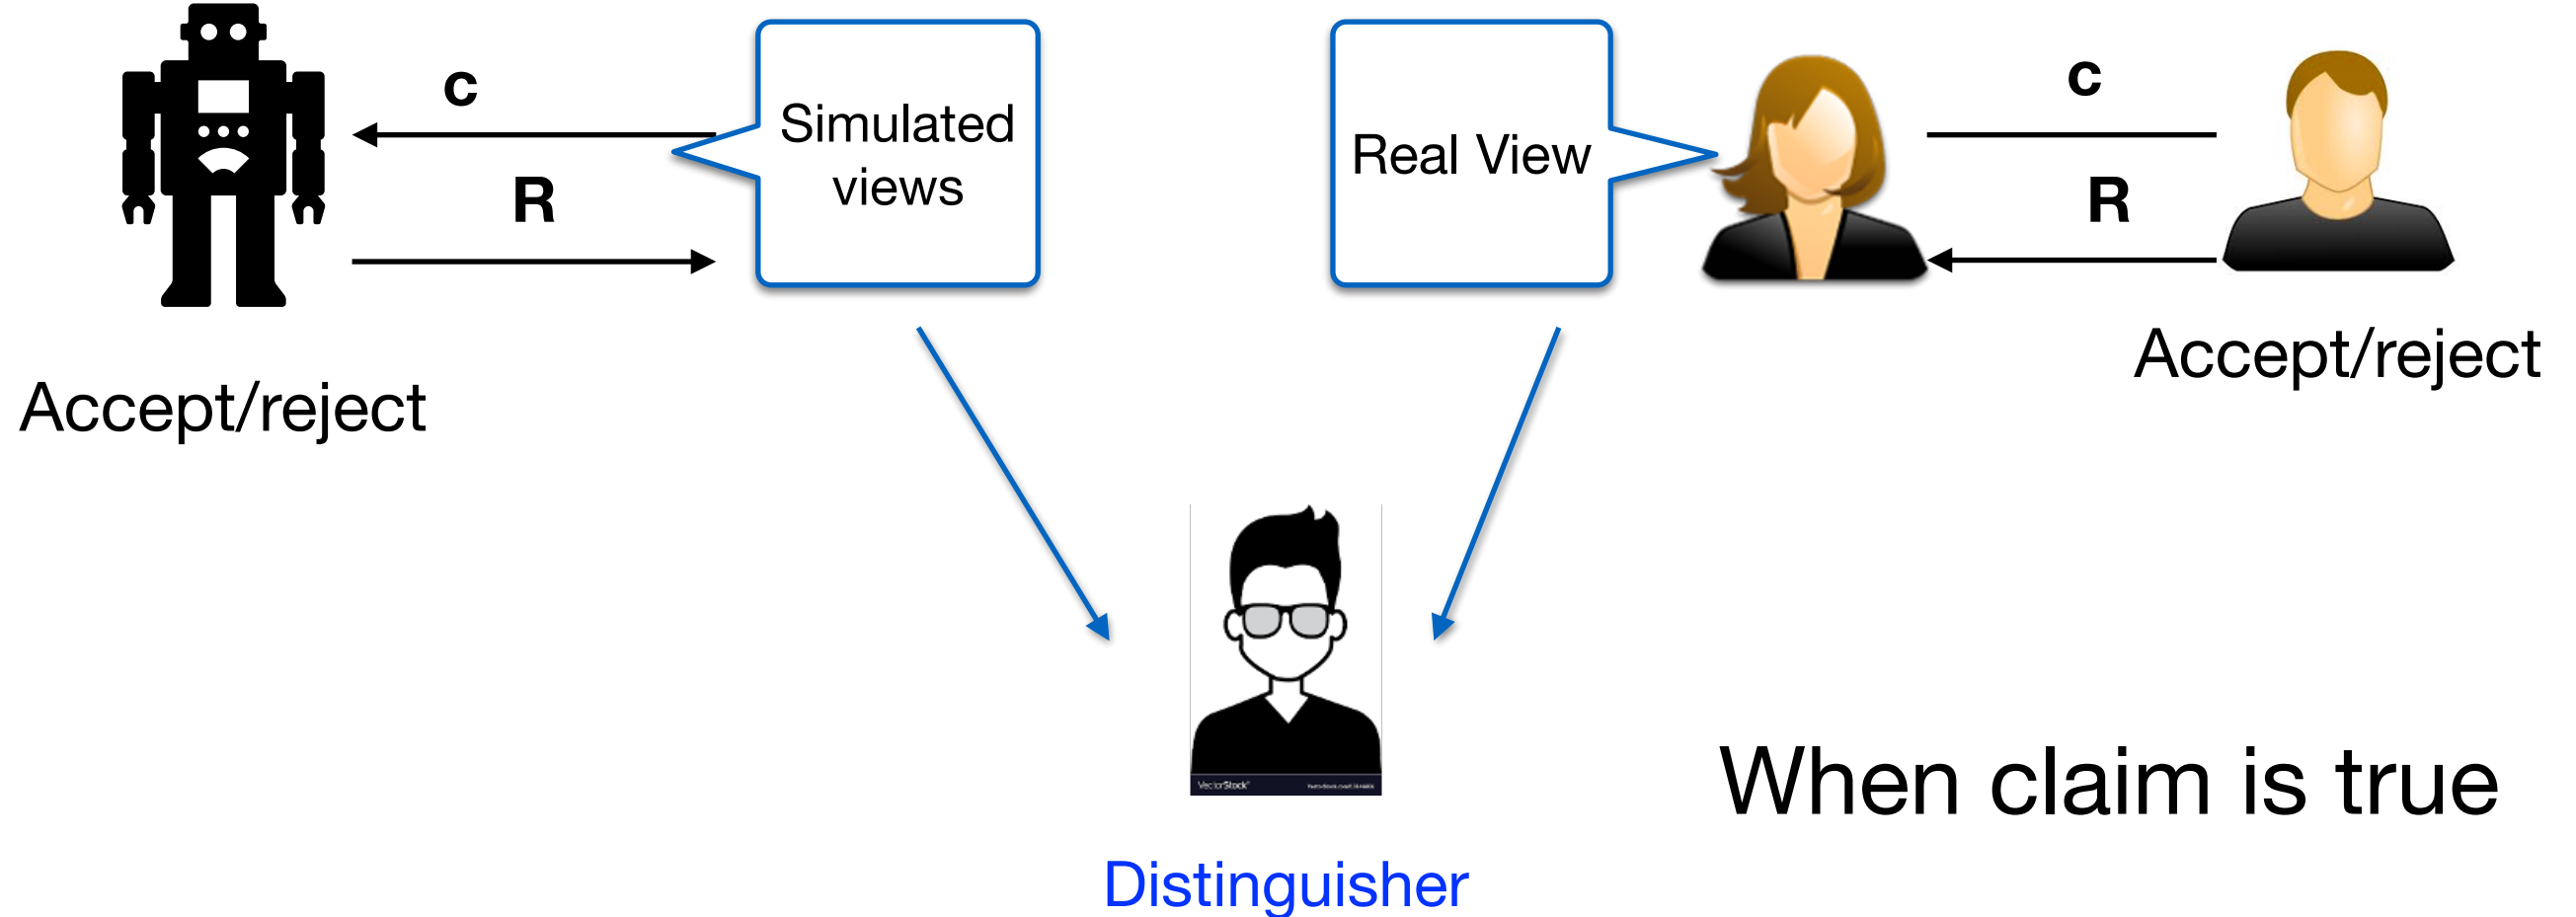 c
R
Simulated
views
Accept/reject
Real View
c
R
Accept/reject
VectorStock®
When claim is true
Distinguisher